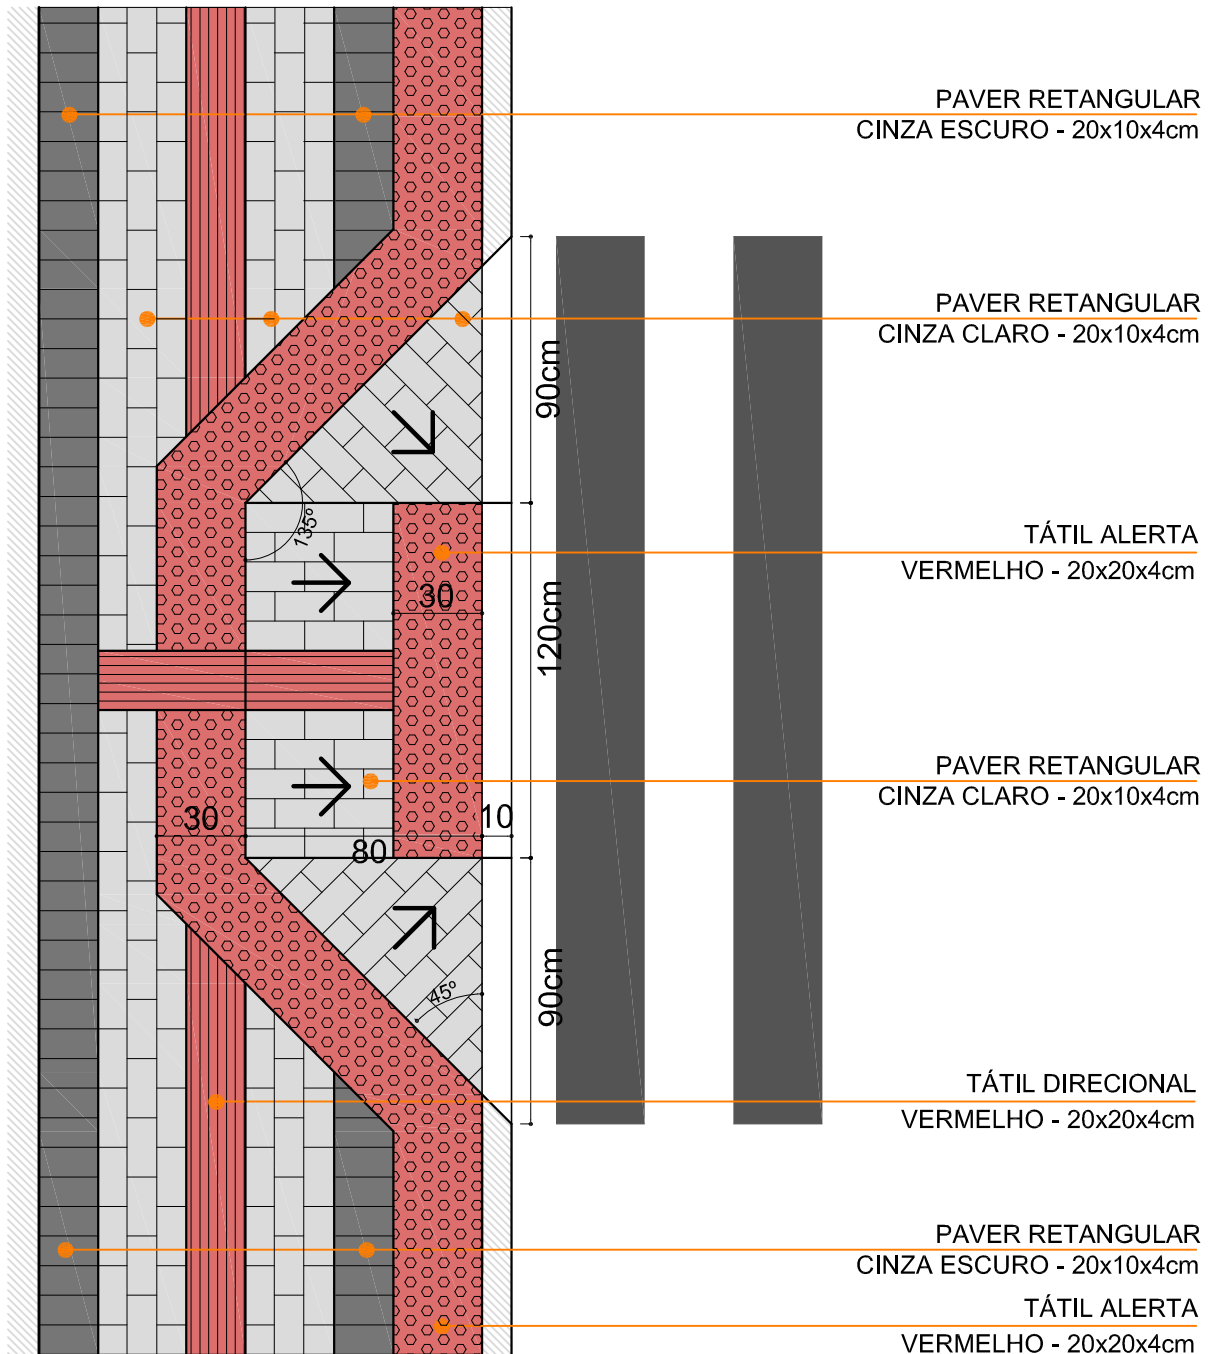 PAVER RETANGULAR
CINZA ESCURO - 20x10x4cm
PAVER RETANGULAR
CINZA CLARO - 20x10x4cm
90cm
135º
TÁTIL ALERTA
VERMELHO - 20x20x4cm
30
120cm
PAVER RETANGULAR
CINZA CLARO - 20x10x4cm
30
10
80
90cm
45º
TÁTIL DIRECIONAL
VERMELHO - 20x20x4cm
PAVER RETANGULAR
CINZA ESCURO - 20x10x4cm
TÁTIL ALERTA
VERMELHO - 20x20x4cm